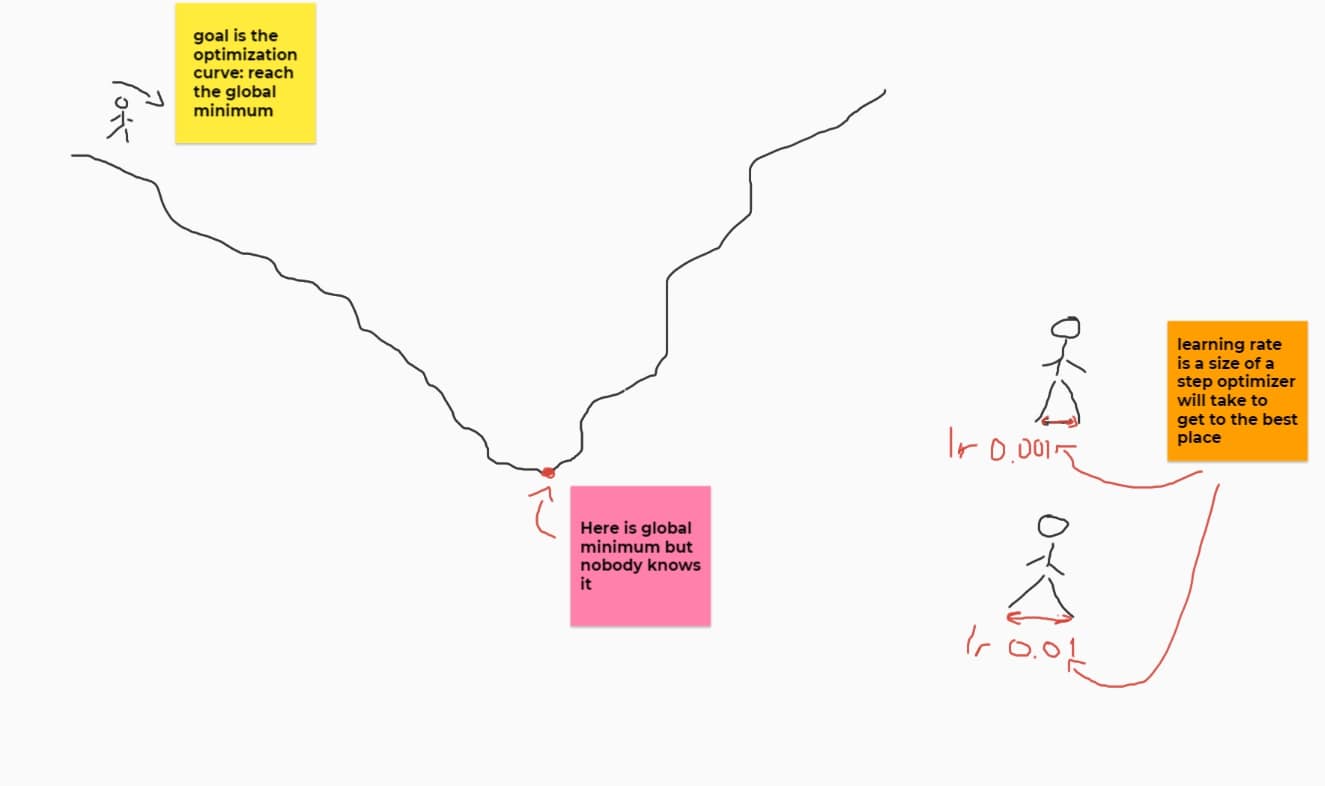 goal is the
optimization
curve: reach
the global
minimum
Here is global
minimum but
nobody knows
it
learning rate
is a size of a
step optimizer
will take to
get to the best
place
lr 0.001
lr 0.01